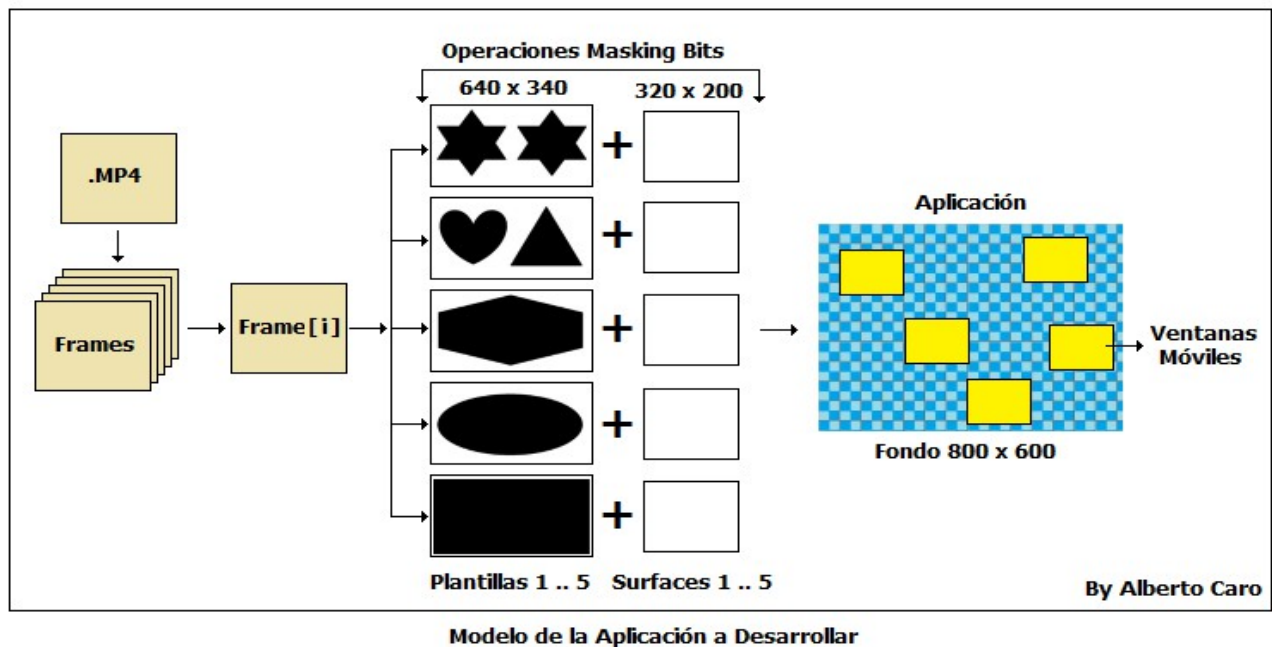 Operaciones Masking Bits
640 x 340
320 x 200
.MP4
Frames
Frame[i]
+
+
+
+
+
Plantillas 1 .. 5
Surfaces 1 .. 5
Aplicación
Ventanas
Móviles
Fondo 800 x 600
By Alberto Caro
Modelo de la Aplicación a Desarrollar